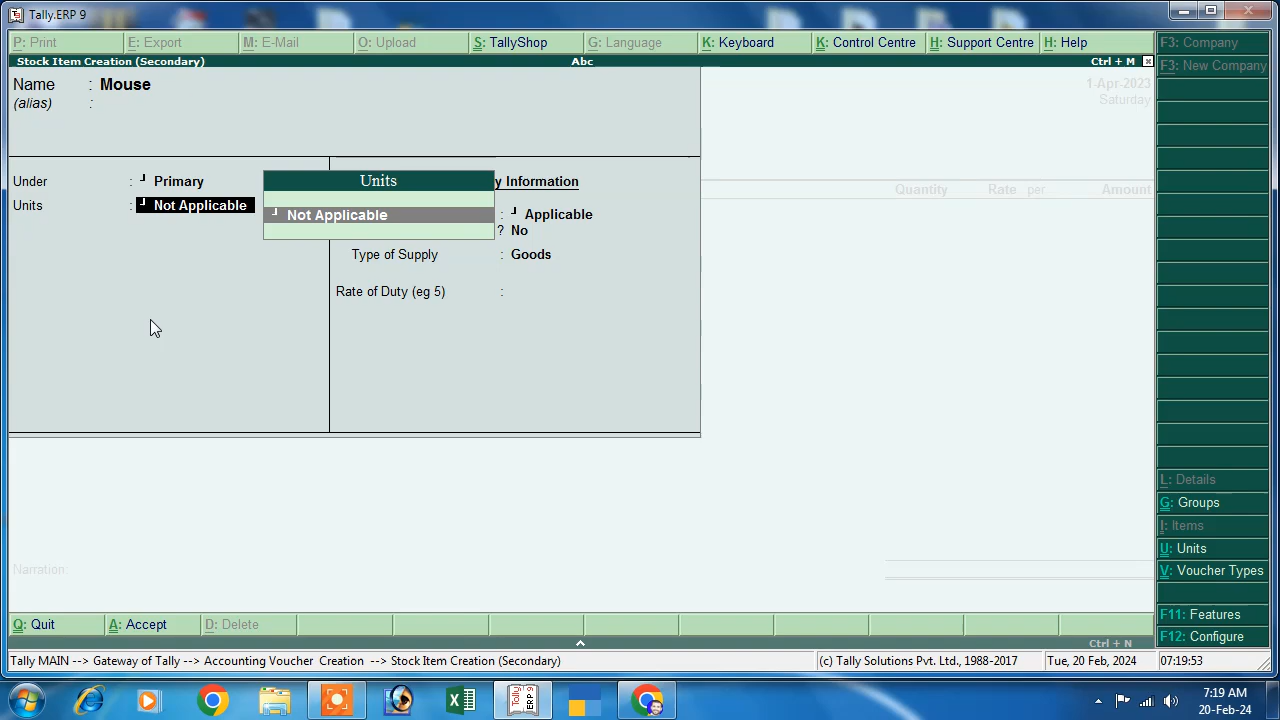 Tally.ERP 9
P: Print E: Export M: E-Mail O: Upload S: TallyShop G: Language K: Keyboard K: Control Centre H: Support Centre H: Help
F3: Company
Stock Item Creation (Secondary) Abc Ctrl + M
F3: New Company
Name : Mouse
(alias) :
1-Apr-2023
Saturday
Under : Primary
Units
y Information
Quantity Rate per Amount
Units : Not Applicable
Not Applicable
: Applicable
? No
Type of Supply : Goods
Rate of Duty (eg 5) :
L: Details
G: Groups
I: Items
U: Units
V: Voucher Types
Narration:
F11: Features
Q: Quit A: Accept D: Delete
F12: Configure
Ctrl + N
Tally MAIN --> Gateway of Tally --> Accounting Voucher Creation --> Stock Item Creation (Secondary) (c) Tally Solutions Pvt. Ltd., 1988-2017 Tue, 20 Feb, 2024 07:19:53
Tally ERP 9
7:19 AM
20-Feb-24